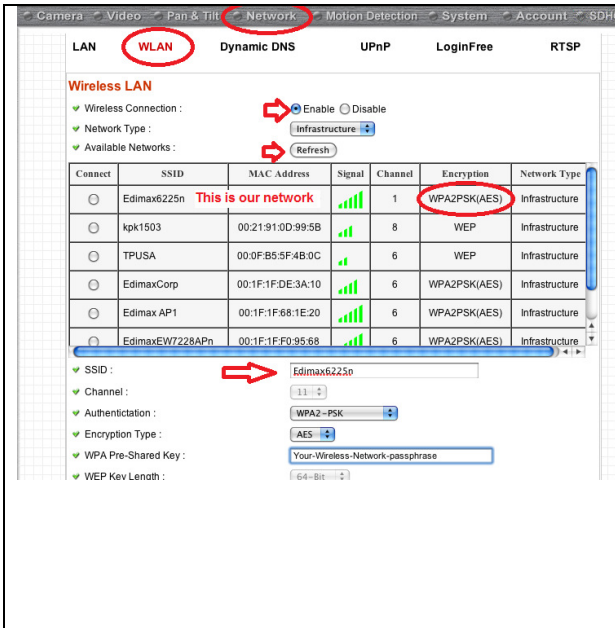 Camera Video Pan & Tilt Network Motion Detection System Account SDH
LAN WLAN Dynamic DNS UPnP LoginFree RTSP
Wireless LAN
Wireless Connection : Enable Disable
Network Type : Infrastructure
Available Networks : Refresh
Connect SSID MAC Address Signal Channel Encryption Network Type
Edimax6225n This is our network 1 WPA2PSK(AES) Infrastructure
kpk1503 00:21:91:0D:99:5B 8 WEP Infrastructure
TPUSA 00:0F:B5:5F:4B:0C 6 WEP Infrastructure
EdimaxCorp 00:1F:1F:DE:3A:10 6 WPA2PSK(AES) Infrastructure
Edimax AP1 00:1F:1F:68:1E:20 6 WPA2PSK(AES) Infrastructure
EdimaxEW7228APn 00:1F:1F:F0:95:68 6 WPA2PSK(AES) Infrastructure
SSID : Edimax6225n
Channel : 11
Authentictation : WPA2-PSK
Encryption Type : AES
WPA Pre-Shared Key : Your-Wireless-Network-passphrase
WEP Key Length : 64-Bit